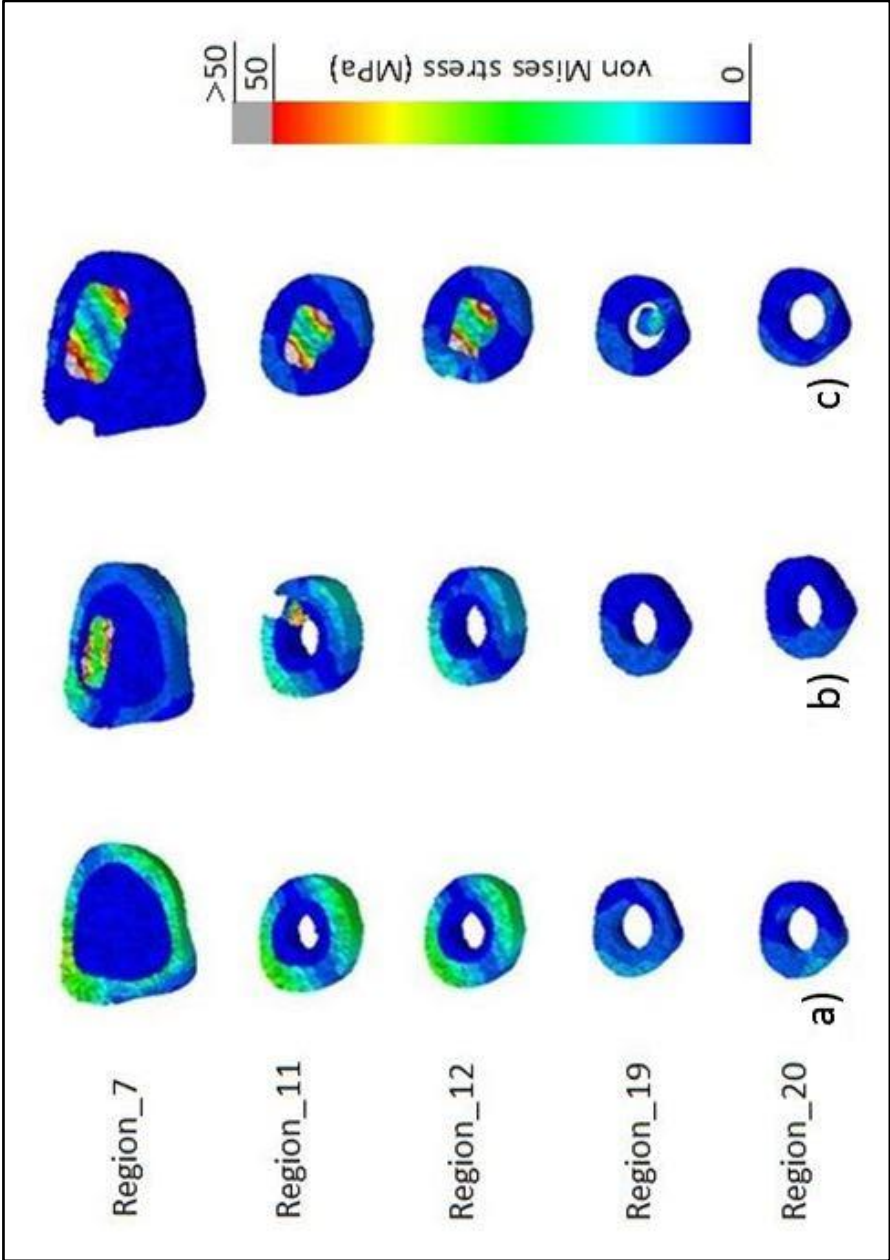 Region_7
Region_11
Region_12
Region_19
Region_20
a)
b)
c)
>50
50
von Mises stress (MPa)
0